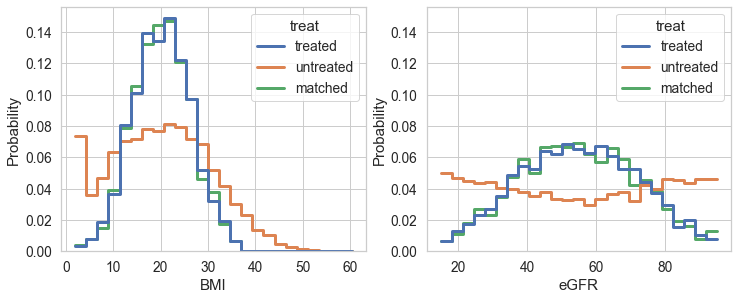 treat
treated
untreated
matched
0.14
0.12
0.10
0.08
0.06
0.04
0.02
0.00
Probability
0 10 20 30 40 50 60
BMI
treat
treated
untreated
matched
0.14
0.12
0.10
0.08
0.06
0.04
0.02
0.00
Probability
20 40 60 80
eGFR